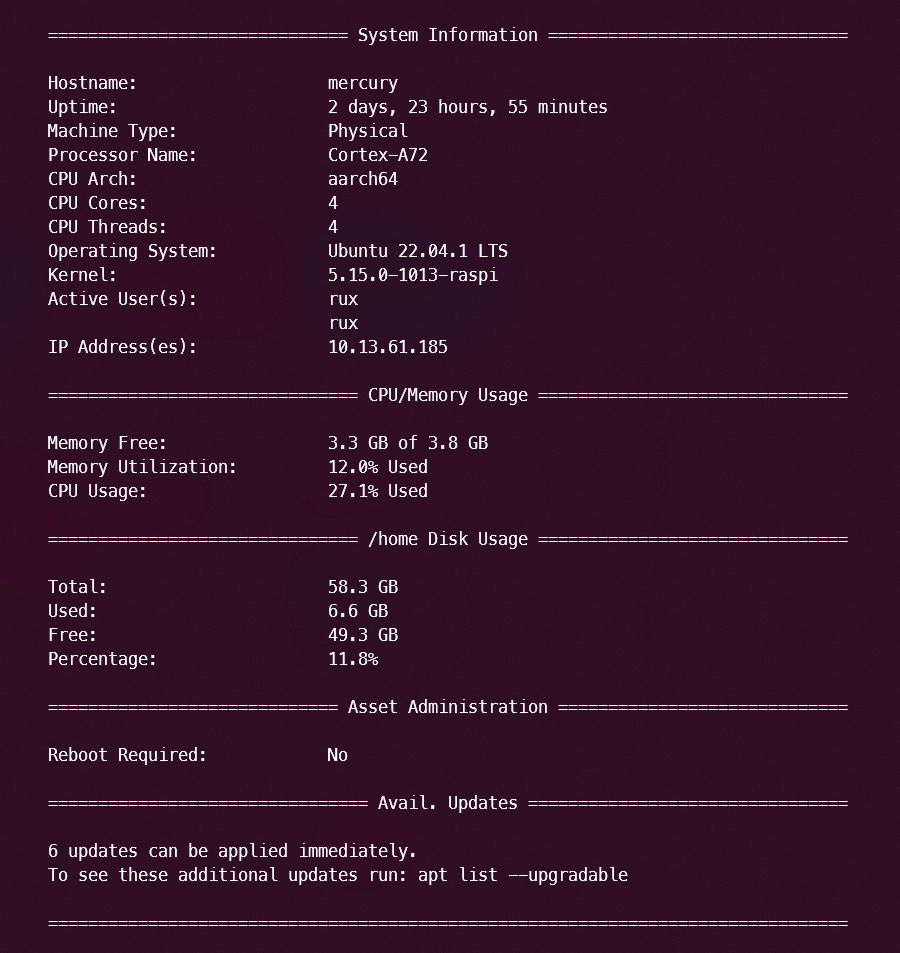 ============================== System Information ==============================
Hostname: mercury
Uptime: 2 days, 23 hours, 55 minutes
Machine Type: Physical
Processor Name: Cortex-A72
CPU Arch: aarch64
CPU Cores: 4
CPU Threads: 4
Operating System: Ubuntu 22.04.1 LTS
Kernel: 5.15.0-1013-raspi
Active User(s): rux
rux
IP Address(es): 10.13.61.185
=============================== CPU/Memory Usage ===============================
Memory Free: 3.3 GB of 3.8 GB
Memory Utilization: 12.0% Used
CPU Usage: 27.1% Used
=============================== /home Disk Usage ===============================
Total: 58.3 GB
Used: 6.6 GB
Free: 49.3 GB
Percentage: 11.8%
============================= Asset Administration =============================
Reboot Required: No
================================ Avail. Updates ================================
6 updates can be applied immediately.
To see these additional updates run: apt list --upgradable
================================================================================